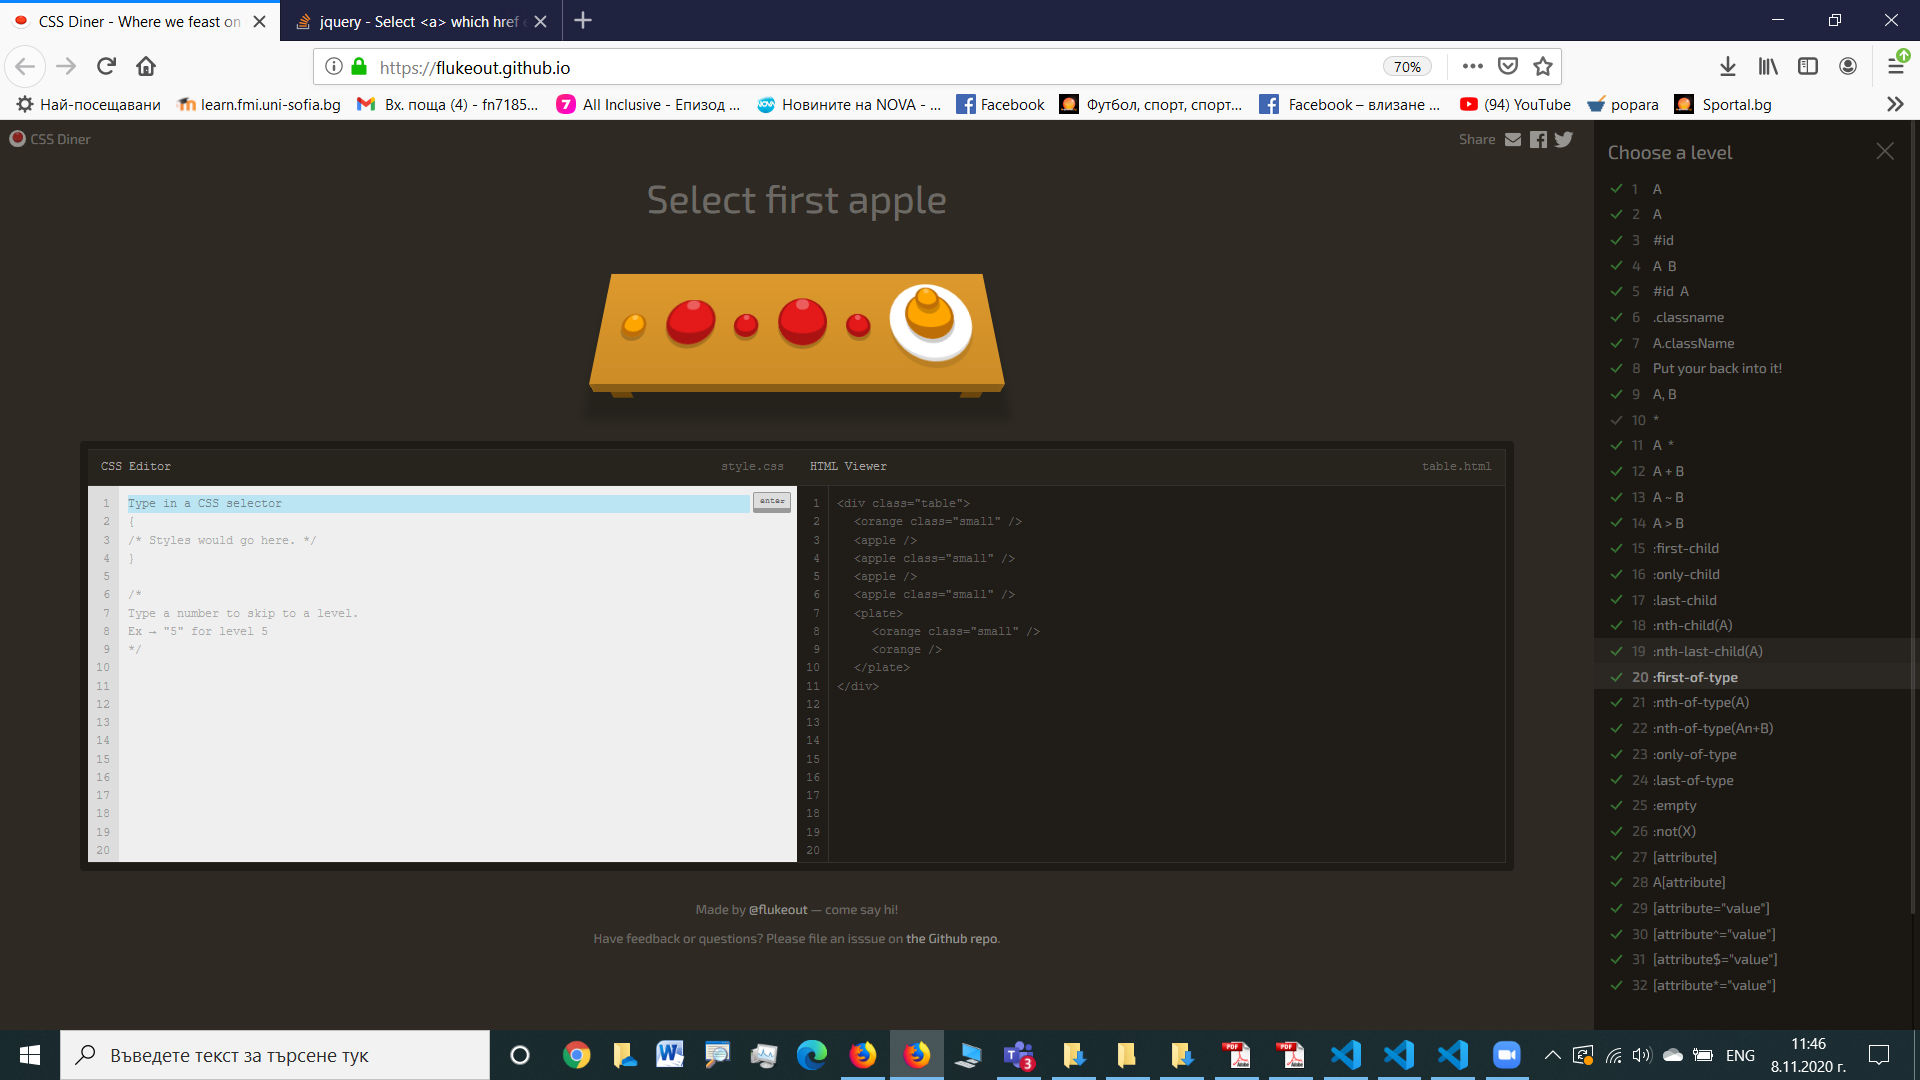 CSS Diner - Where we feast on
jquery - Select <a> which href e
https://flukeout.github.io
70%
Най-посещавани
learn.fmi.uni-sofia.bg
Вх. поща (4) - fn7185...
7 All Inclusive - Епизод ...
Новините на NOVA - ...
Facebook
Футбол, спорт, спорт...
Facebook – влизане ...
(94) YouTube
popara
Sportal.bg
CSS Diner
Share
Select first apple
CSS Editor
style.css
1 Type in a CSS selector
enter
2 {
3 /* Styles would go here. */
4 }
5
6 /*
7 Type a number to skip to a level.
8 Ex → "5" for level 5
9 */
10
11
12
13
14
15
16
17
18
19
20
HTML Viewer
table.html
1 <div class="table">
2 <orange class="small" />
3 <apple />
4 <apple class="small" />
5 <apple />
6 <apple class="small" />
7 <plate>
8 <orange class="small" />
9 <orange />
10 </plate>
11 </div>
12
13
14
15
16
17
18
19
20
Made by @flukeout — come say hi!
Have feedback or questions? Please file an isssue on the Github repo.
Choose a level
1 A
2 A
3 #id
4 A B
5 #id A
6 .classname
7 A.className
8 Put your back into it!
9 A, B
10 *
11 A *
12 A + B
13 A ~ B
14 A > B
15 :first-child
16 :only-child
17 :last-child
18 :nth-child(A)
19 :nth-last-child(A)
20 :first-of-type
21 :nth-of-type(A)
22 :nth-of-type(An+B)
23 :only-of-type
24 :last-of-type
25 :empty
26 :not(X)
27 [attribute]
28 A[attribute]
29 [attribute="value"]
30 [attribute^="value"]
31 [attribute$="value"]
32 [attribute*="value"]
Въведете текст за търсене тук
3
PDF
PDF
ENG
11:46
8.11.2020 г.